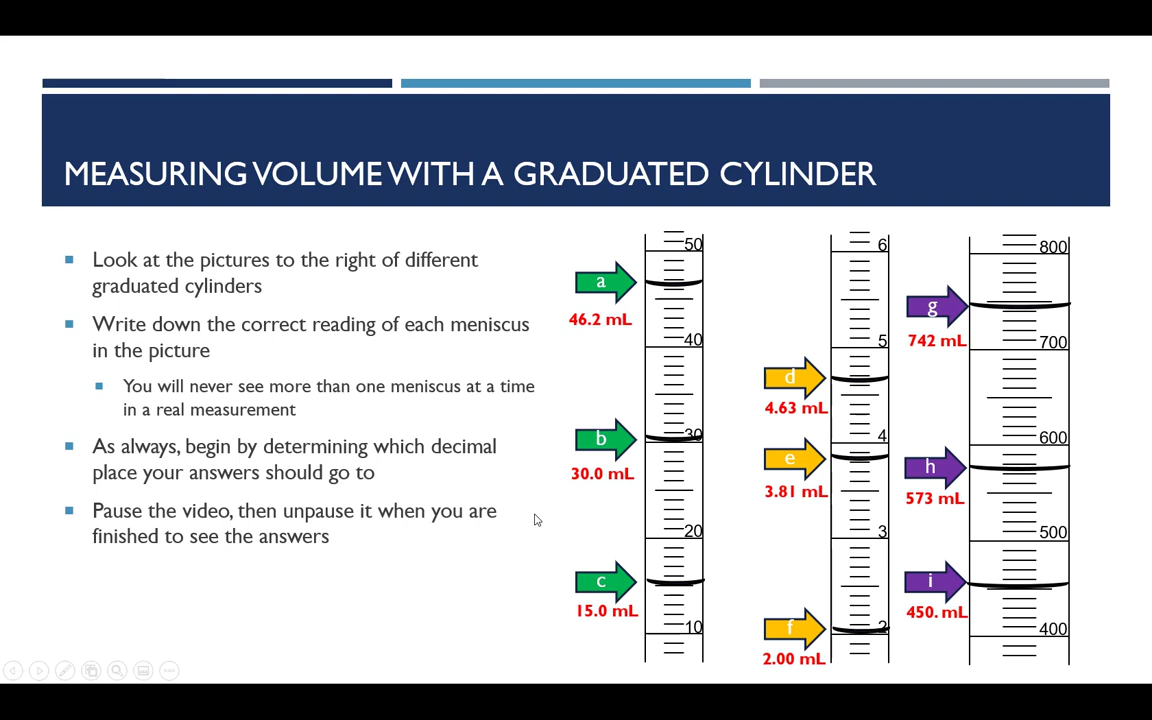 MEASURING VOLUME WITH A GRADUATED CYLINDER
Look at the pictures to the right of different
graduated cylinders
Write down the correct reading of each meniscus
in the picture
You will never see more than one meniscus at a time
in a real measurement
As always, begin by determining which decimal
place your answers should go to
Pause the video, then unpause it when you are
finished to see the answers
50
a
46.2 mL
40
b
30
30.0 mL
20
c
15.0 mL
10
6
5
d
4.63 mL
4
e
3.81 mL
3
f
2
2.00 mL
800
g
742 mL
700
600
h
573 mL
500
i
450. mL
400